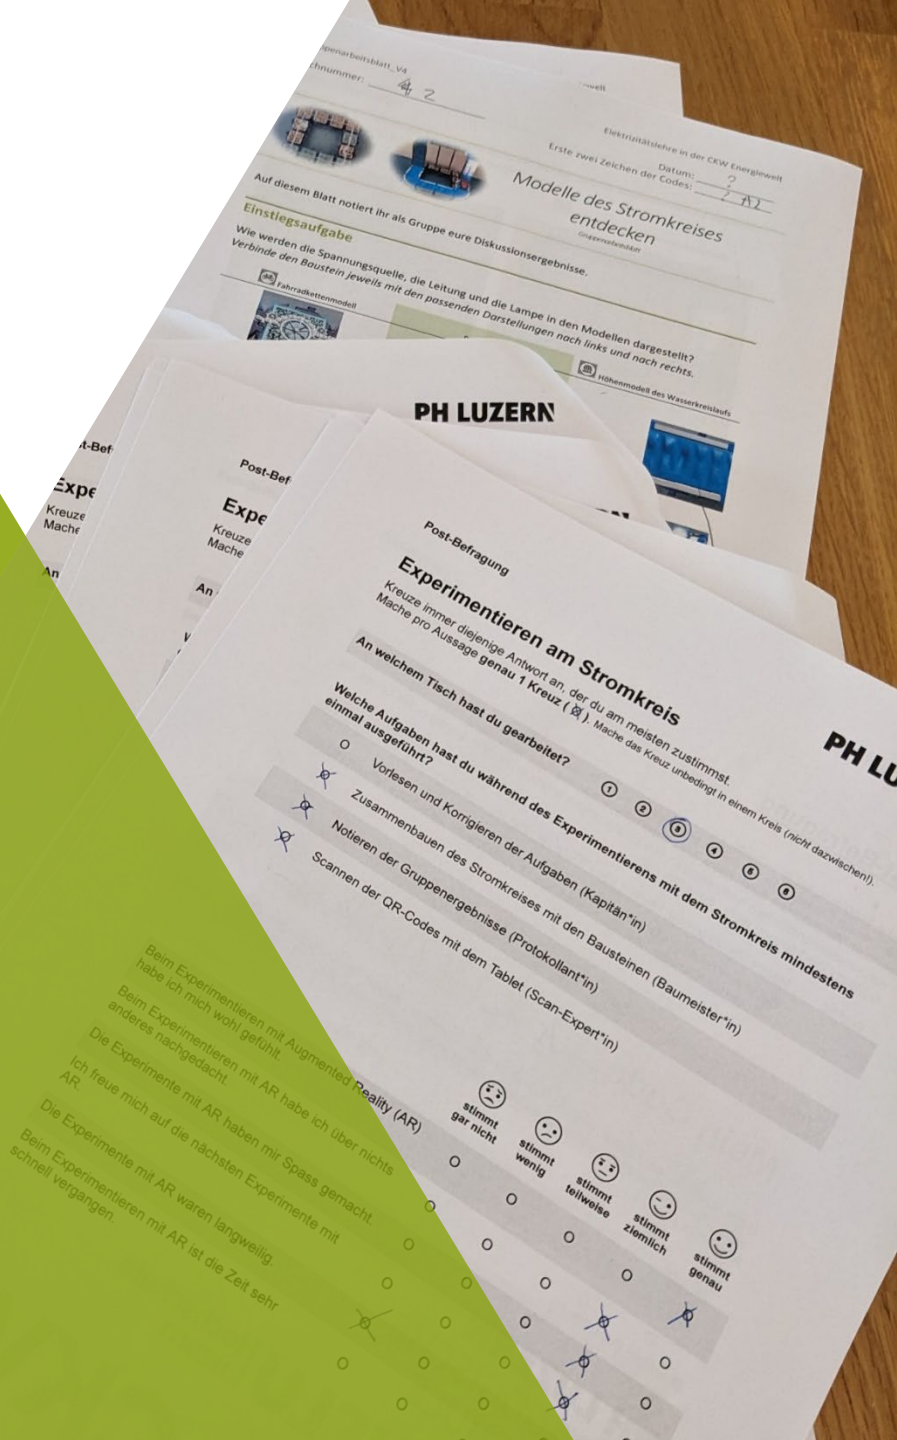 penarbeitsblatt_V4
chnummer: 2
Elektrizitätslehre in der CKW Energiewelt
Datum: ?
Erste zwei Zeichen der Codes:
Modelle des Stromkreises
entdecken
Gruppenarbeitsblatt
Auf diesem Blatt notiert ihr als Gruppe eure Diskussionsergebnisse.
Einstiegsaufgabe
Wie werden die Spannungsquelle, die Leitung und die Lampe in den Modellen dargestellt?
Verbinde den Baustein jeweils mit den passenden Darstellungen nach links und nach rechts.
Fahrradkettenmodell
Höhenmodell des Wasserkreislaufs
PH LUZERN
t-Bef
Expe
Kreuze
Mache
An
Post-Bef
Expe
Kreuze
Mache
An
Post-Befragung
Experimentieren am Stromkreis
PH LU
Kreuze immer diejenige Antwort an, der du am meisten zustimmst.
Mache pro Aussage genau 1 Kreuz ( ). Mache das Kreuz unbedingt in einem Kreis (nicht dazwischen!).
An welchem Tisch hast du gearbeitet? 1 2 3 4 5 6
Welche Aufgaben hast du während des Experimentierens mit dem Stromkreis mindestens
einmal ausgeführt?
Vorlesen und Korrigieren der Aufgaben (Kapitän*in)
Zusammenbauen des Stromkreises mit den Bausteinen (Baumeister*in)
Notieren der Gruppenergebnisse (Protokollant*in)
Scannen der QR-Codes mit dem Tablet (Scan-Expert*in)
stimmt
gar nicht
stimmt
wenig
stimmt
teilweise
stimmt
ziemlich
stimmt
genau
Beim Experimentieren mit Augmented Reality (AR)
habe ich mich wohl gefühlt.
Beim Experimentieren mit AR habe ich über nichts
anderes nachgedacht.
Die Experimente mit AR haben mir Spass gemacht.
Ich freue mich auf die nächsten Experimente mit
AR.
Die Experimente mit AR waren langweilig.
Beim Experimentieren mit AR ist die Zeit sehr
schnell vergangen.